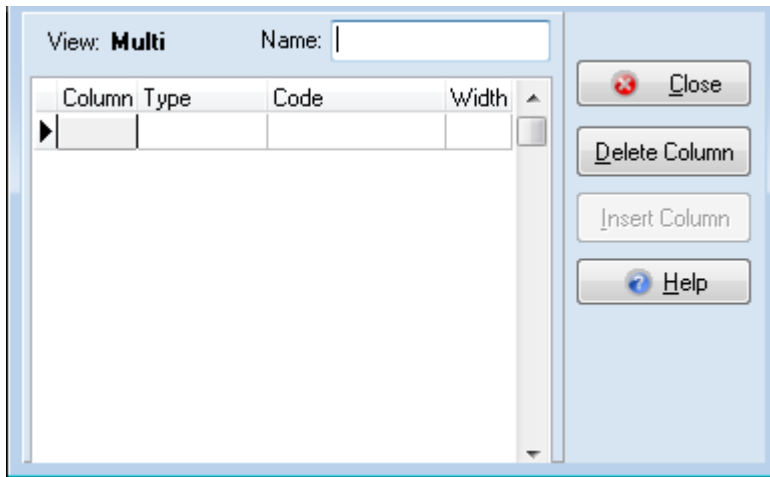 View: Multi Name:
Column Type Code Width
Close
Delete Column
Insert Column
Help